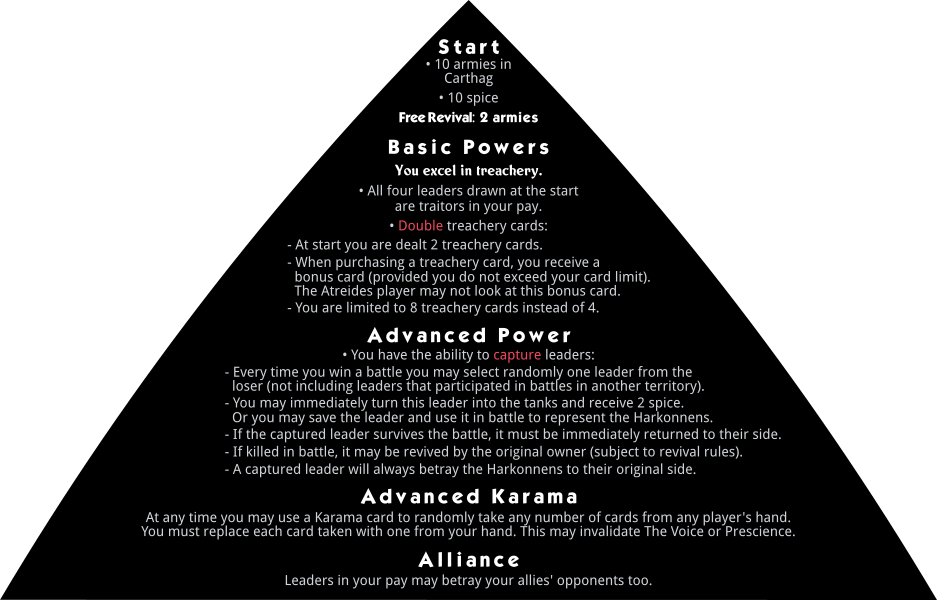 Start
• 10 armies in
Carthag
• 10 spice
Free Revival: 2 armies
Basic Powers
You excel in treachery.
• All four leaders drawn at the start
are traitors in your pay.
• Double treachery cards:
- At start you are dealt 2 treachery cards.
- When purchasing a treachery card, you receive a
bonus card (provided you do not exceed your card limit).
The Atreides player may not look at this bonus card.
- You are limited to 8 treachery cards instead of 4.
Advanced Power
• You have the ability to capture leaders:
- Every time you win a battle you may select randomly one leader from the
loser (not including leaders that participated in battles in another territory).
- You may immediately turn this leader into the tanks and receive 2 spice.
Or you may save the leader and use it in battle to represent the Harkonnens.
- If the captured leader survives the battle, it must be immediately returned to their side.
- If killed in battle, it may be revived by the original owner (subject to revival rules).
- A captured leader will always betray the Harkonnens to their original side.
Advanced Karama
At any time you may use a Karama card to randomly take any number of cards from any player's hand.
You must replace each card taken with one from your hand. This may invalidate The Voice or Prescience.
Alliance
Leaders in your pay may betray your allies' opponents too.